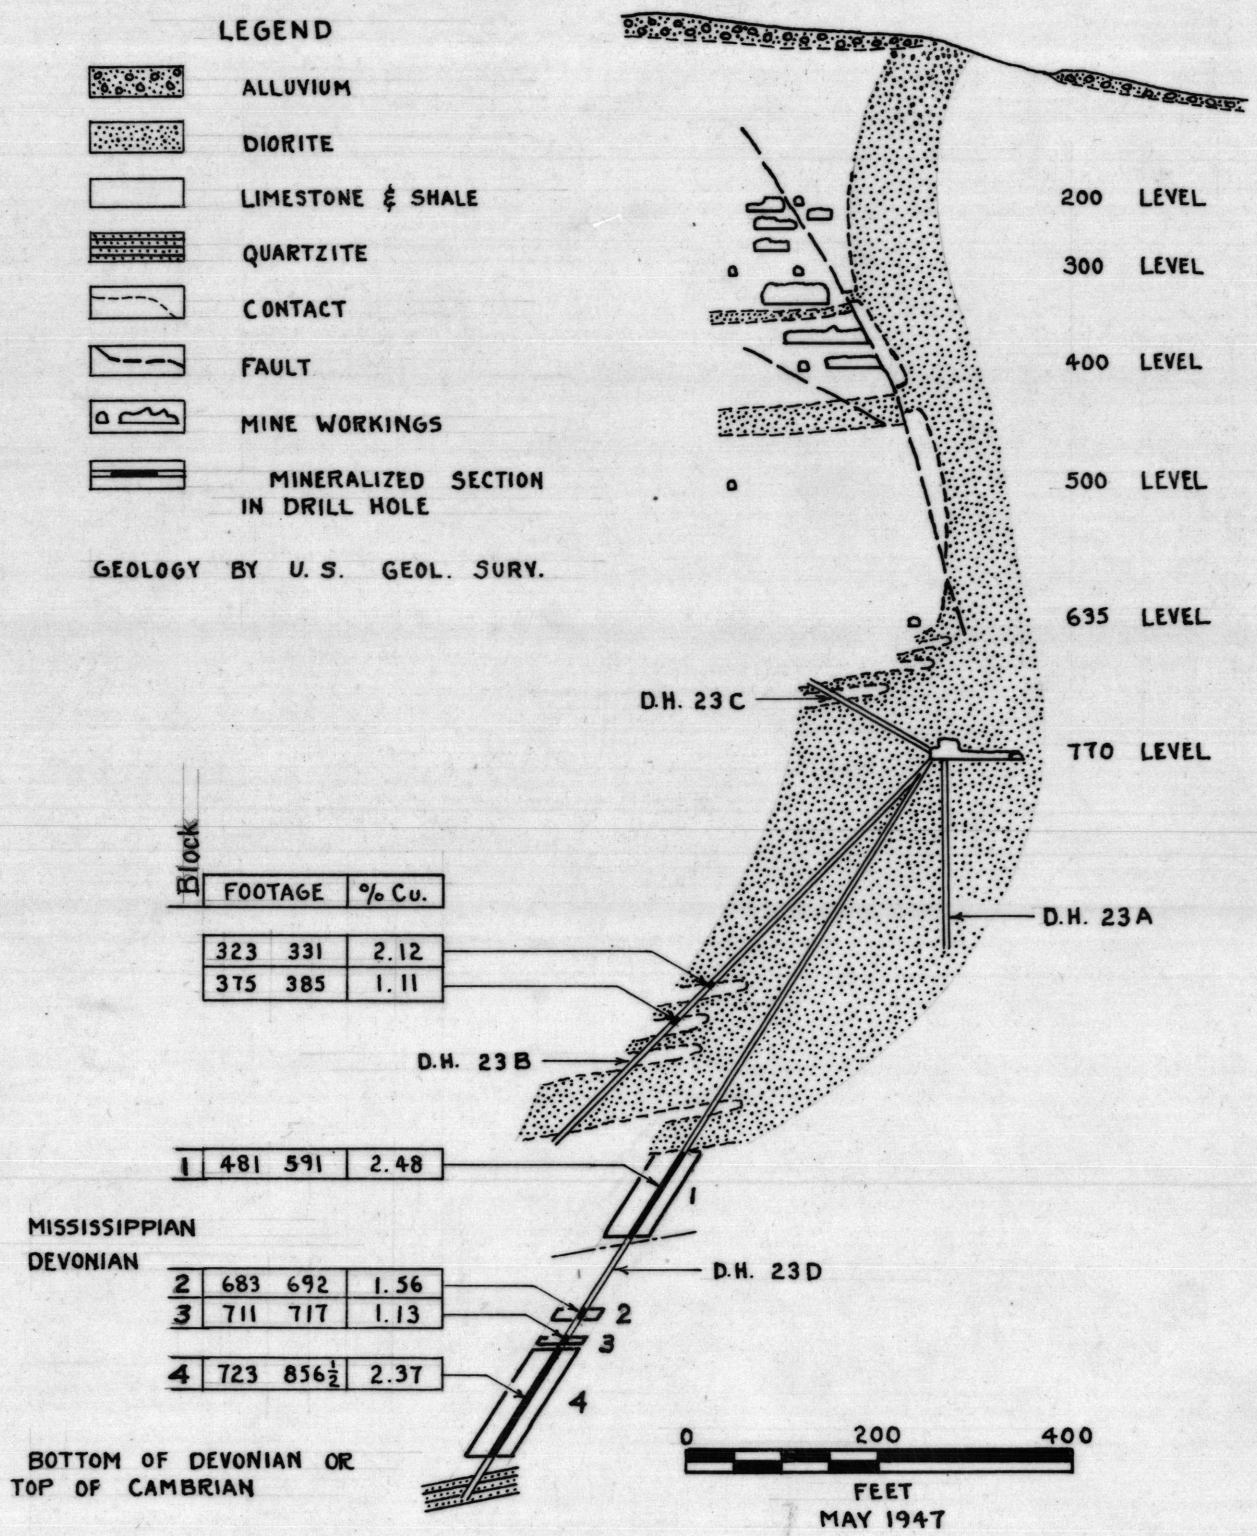 LEGEND
ALLUVIUM
DIORITE
LIMESTONE & SHALE
QUARTZITE
CONTACT
FAULT
MINE WORKINGS
MINERALIZED SECTION
IN DRILL HOLE
GEOLOGY BY U. S. GEOL. SURV.
200 LEVEL
300 LEVEL
400 LEVEL
500 LEVEL
635 LEVEL
D.H. 23C
770 LEVEL
Block
FOOTAGE % Cu.
D.H. 23A
323 331 2.12
375 385 1.11
D.H. 23B
1 481 591 2.48
1
MISSISSIPPIAN
DEVONIAN
D.H. 23D
2 683 692 1.56
2
3 711 717 1.13
3
4 723 856½ 2.37
4
0 200 400
FEET
MAY 1947
BOTTOM OF DEVONIAN OR
TOP OF CAMBRIAN